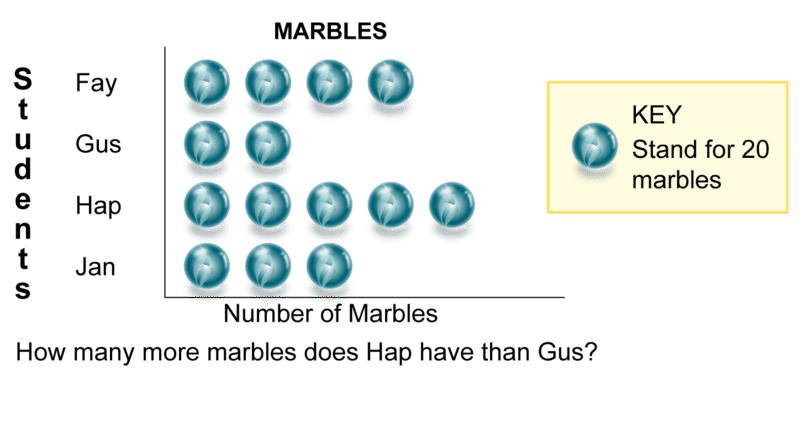 MARBLES
Students
Fay
Gus
Hap
Jan
Number of Marbles
KEY
Stand for 20
marbles
How many more marbles does Hap have than Gus?